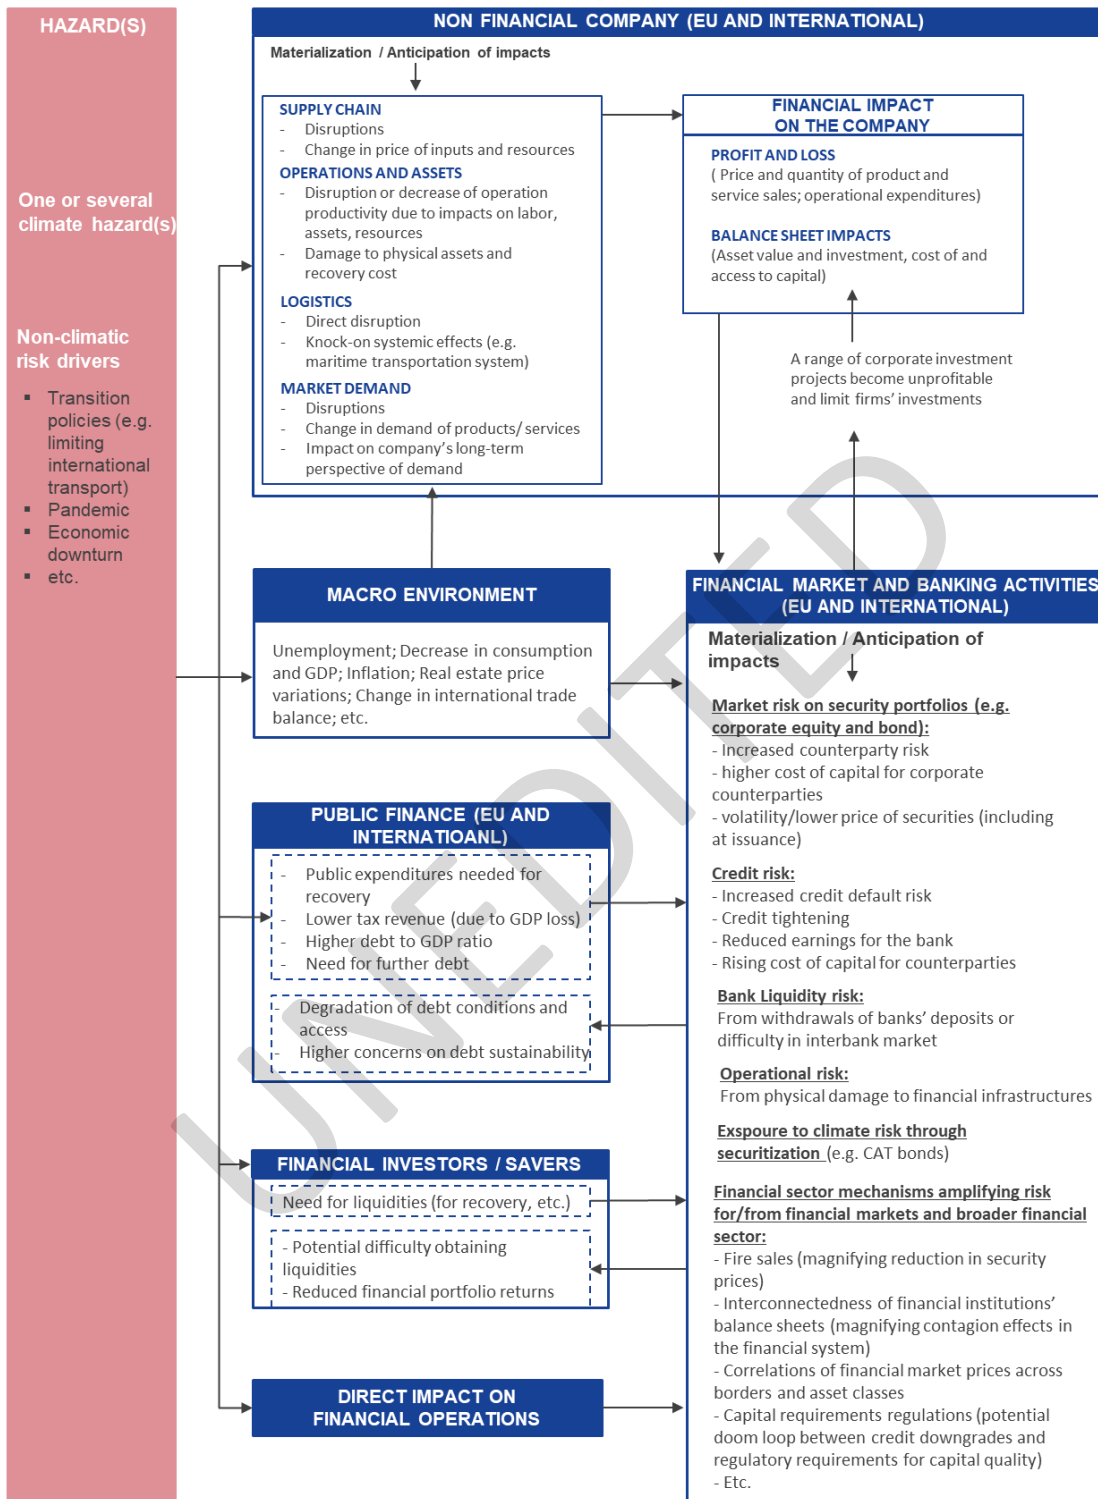 HAZARD(S)
One or several
climate hazard(s)
Non-climatic
risk drivers
▪ Transition
policies (e.g.
limiting
international
transport)
▪ Pandemic
▪ Economic
downturn
▪ etc.
NON FINANCIAL COMPANY (EU AND INTERNATIONAL)
Materialization / Anticipation of impacts
SUPPLY CHAIN
- Disruptions
- Change in price of inputs and resources
OPERATIONS AND ASSETS
- Disruption or decrease of operation
productivity due to impacts on labor,
assets, resources
- Damage to physical assets and
recovery cost
LOGISTICS
- Direct disruption
- Knock-on systemic effects (e.g.
maritime transportation system)
MARKET DEMAND
- Disruptions
- Change in demand of products/ services
- Impact on company's long-term
perspective of demand
FINANCIAL IMPACT
ON THE COMPANY
PROFIT AND LOSS
( Price and quantity of product and
service sales; operational expenditures)
BALANCE SHEET IMPACTS
(Asset value and investment, cost of and
access to capital)
A range of corporate investment
projects become unprofitable
and limit firms' investments
MACRO ENVIRONMENT
Unemployment; Decrease in consumption
and GDP; Inflation; Real estate price
variations; Change in international trade
balance; etc.
PUBLIC FINANCE (EU AND
INTERNATIOANL)
- Public expenditures needed for
recovery
- Lower tax revenue (due to GDP loss)
- Higher debt to GDP ratio
- Need for further debt
- Degradation of debt conditions and
access
- Higher concerns on debt sustainability
FINANCIAL INVESTORS / SAVERS
Need for liquidities (for recovery, etc.)
- Potential difficulty obtaining
liquidities
- Reduced financial portfolio returns
DIRECT IMPACT ON
FINANCIAL OPERATIONS
FINANCIAL MARKET AND BANKING ACTIVITIES
(EU AND INTERNATIONAL)
Materialization / Anticipation of
impacts
Market risk on security portfolios (e.g.
corporate equity and bond):
- Increased counterparty risk
- higher cost of capital for corporate
counterparties
- volatility/lower price of securities (including
at issuance)
Credit risk:
- Increased credit default risk
- Credit tightening
- Reduced earnings for the bank
- Rising cost of capital for counterparties
Bank Liquidity risk:
From withdrawals of banks' deposits or
difficulty in interbank market
Operational risk:
From physical damage to financial infrastructures
Exspoure to climate risk through
securitization (e.g. CAT bonds)
Financial sector mechanisms amplifying risk
for/from financial markets and broader financial
sector:
- Fire sales (magnifying reduction in security
prices)
- Interconnectedness of financial institutions'
balance sheets (magnifying contagion effects in
the financial system)
- Correlations of financial market prices across
borders and asset classes
- Capital requirements regulations (potential
doom loop between credit downgrades and
regulatory requirements for capital quality)
- Etc.
UNEDITED